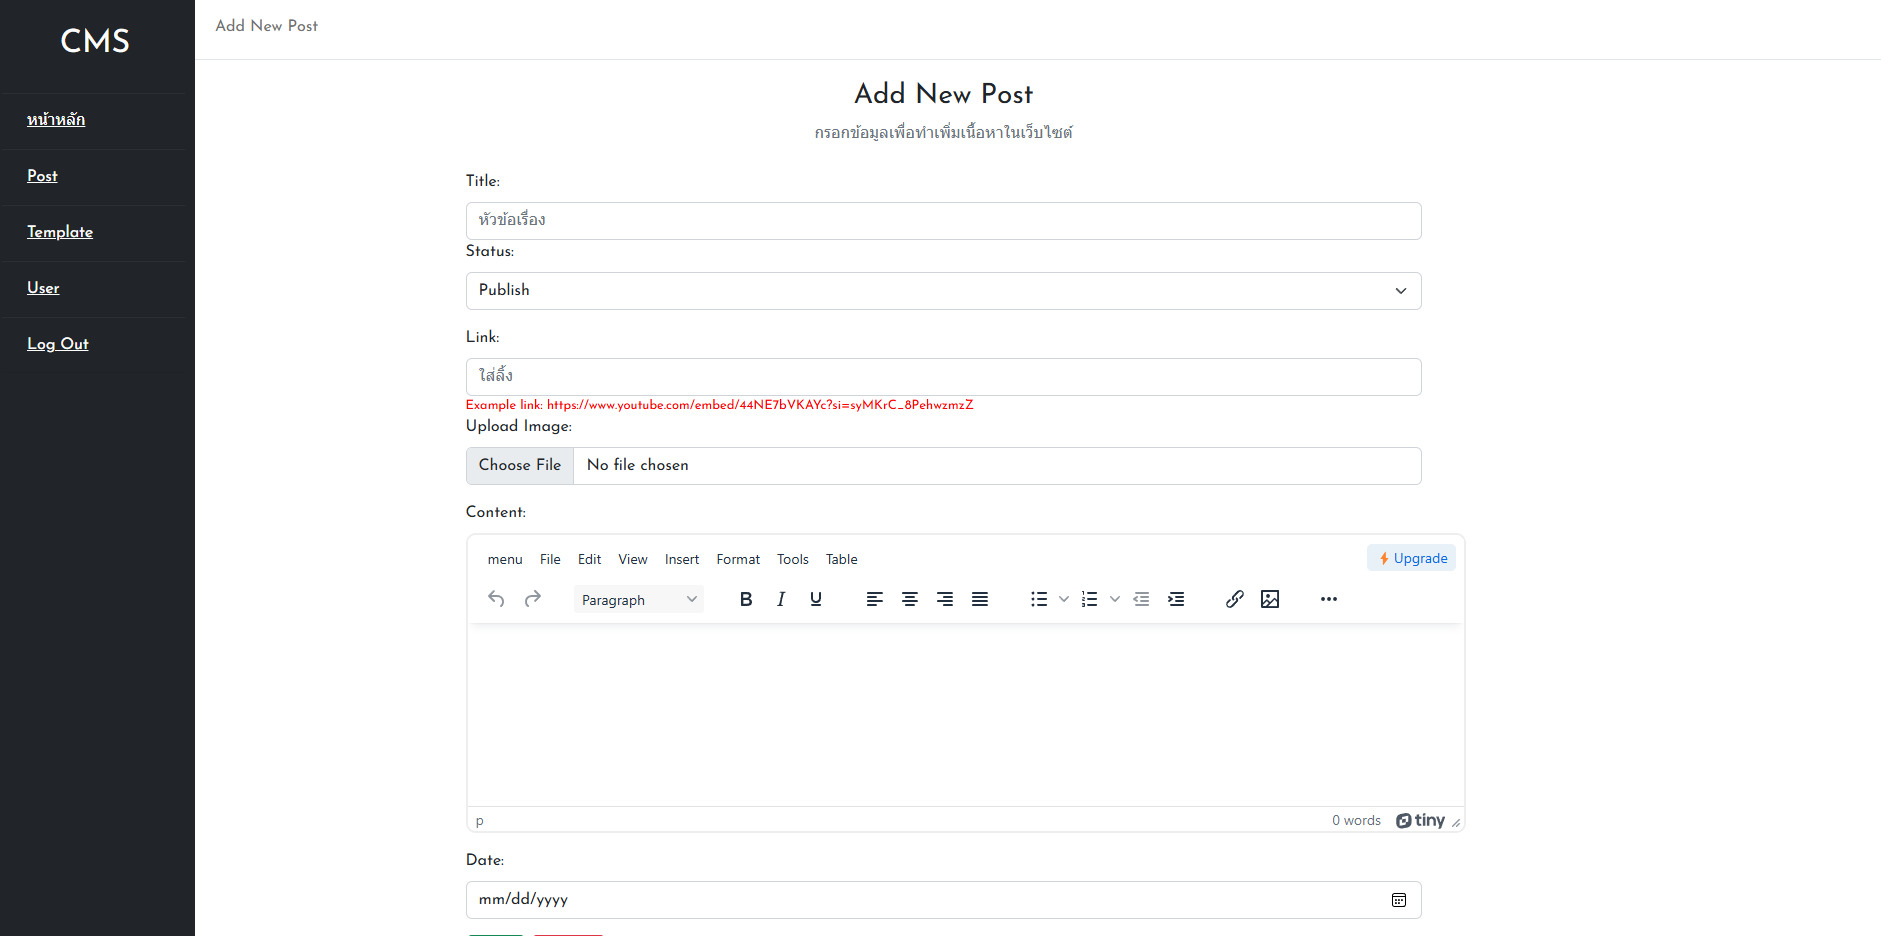 CMS
หน้าหลัก
Post
Template
User
Log Out
Add New Post
Add New Post
กรอกข้อมูลเพื่อทำเพิ่มเนื้อหาในเว็บไซต์
Title:
หัวข้อเรื่อง
Status:
Publish
Link:
ใส่ลิ้ง
Example link: https://www.youtube.com/embed/44NE7bVKAYc?si=syMKrC_8PehwzmzZ
Upload Image:
Choose File No file chosen
Content:
menu File Edit View Insert Format Tools Table Upgrade
Paragraph B I U
p 0 words tiny
Date:
mm/dd/yyyy